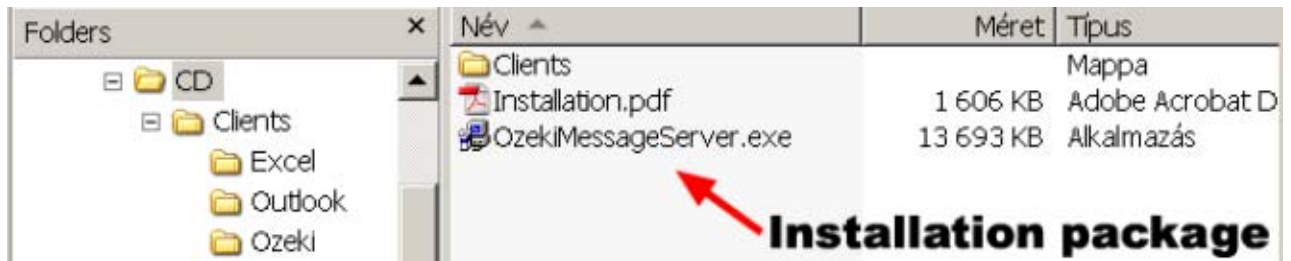 Folders ×
CD
Clients
Excel
Outlook
Ozeki
Név Méret Típus
Clients Mappa
Installation.pdf 1 606 KB Adobe Acrobat D
OzekiMessageServer.exe 13 693 KB Alkalmazás
Installation package